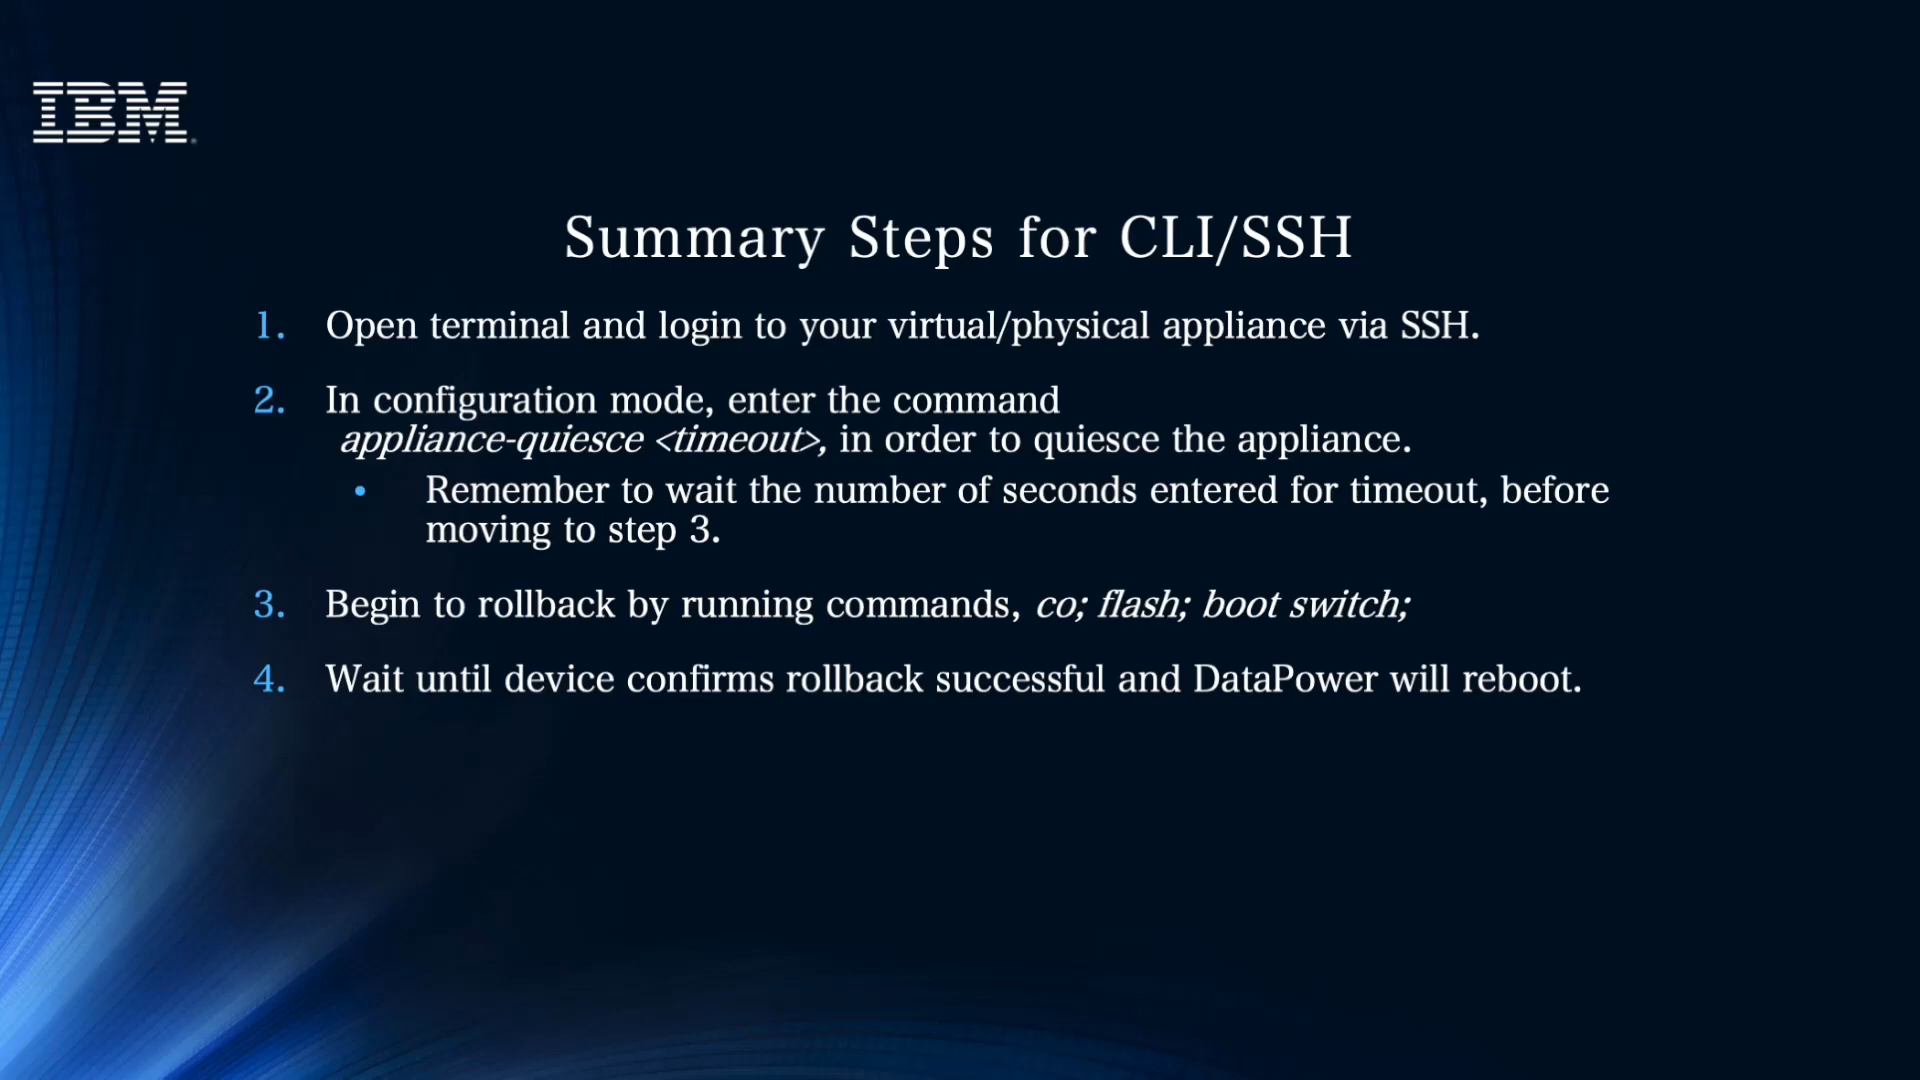 IBM
Summary Steps for CLI/SSH
1. Open terminal and login to your virtual/physical appliance via SSH.
2. In configuration mode, enter the command
appliance-quiesce <timeout>, in order to quiesce the appliance.
• Remember to wait the number of seconds entered for timeout, before
moving to step 3.
3. Begin to rollback by running commands, co; flash; boot switch;
4. Wait until device confirms rollback successful and DataPower will reboot.